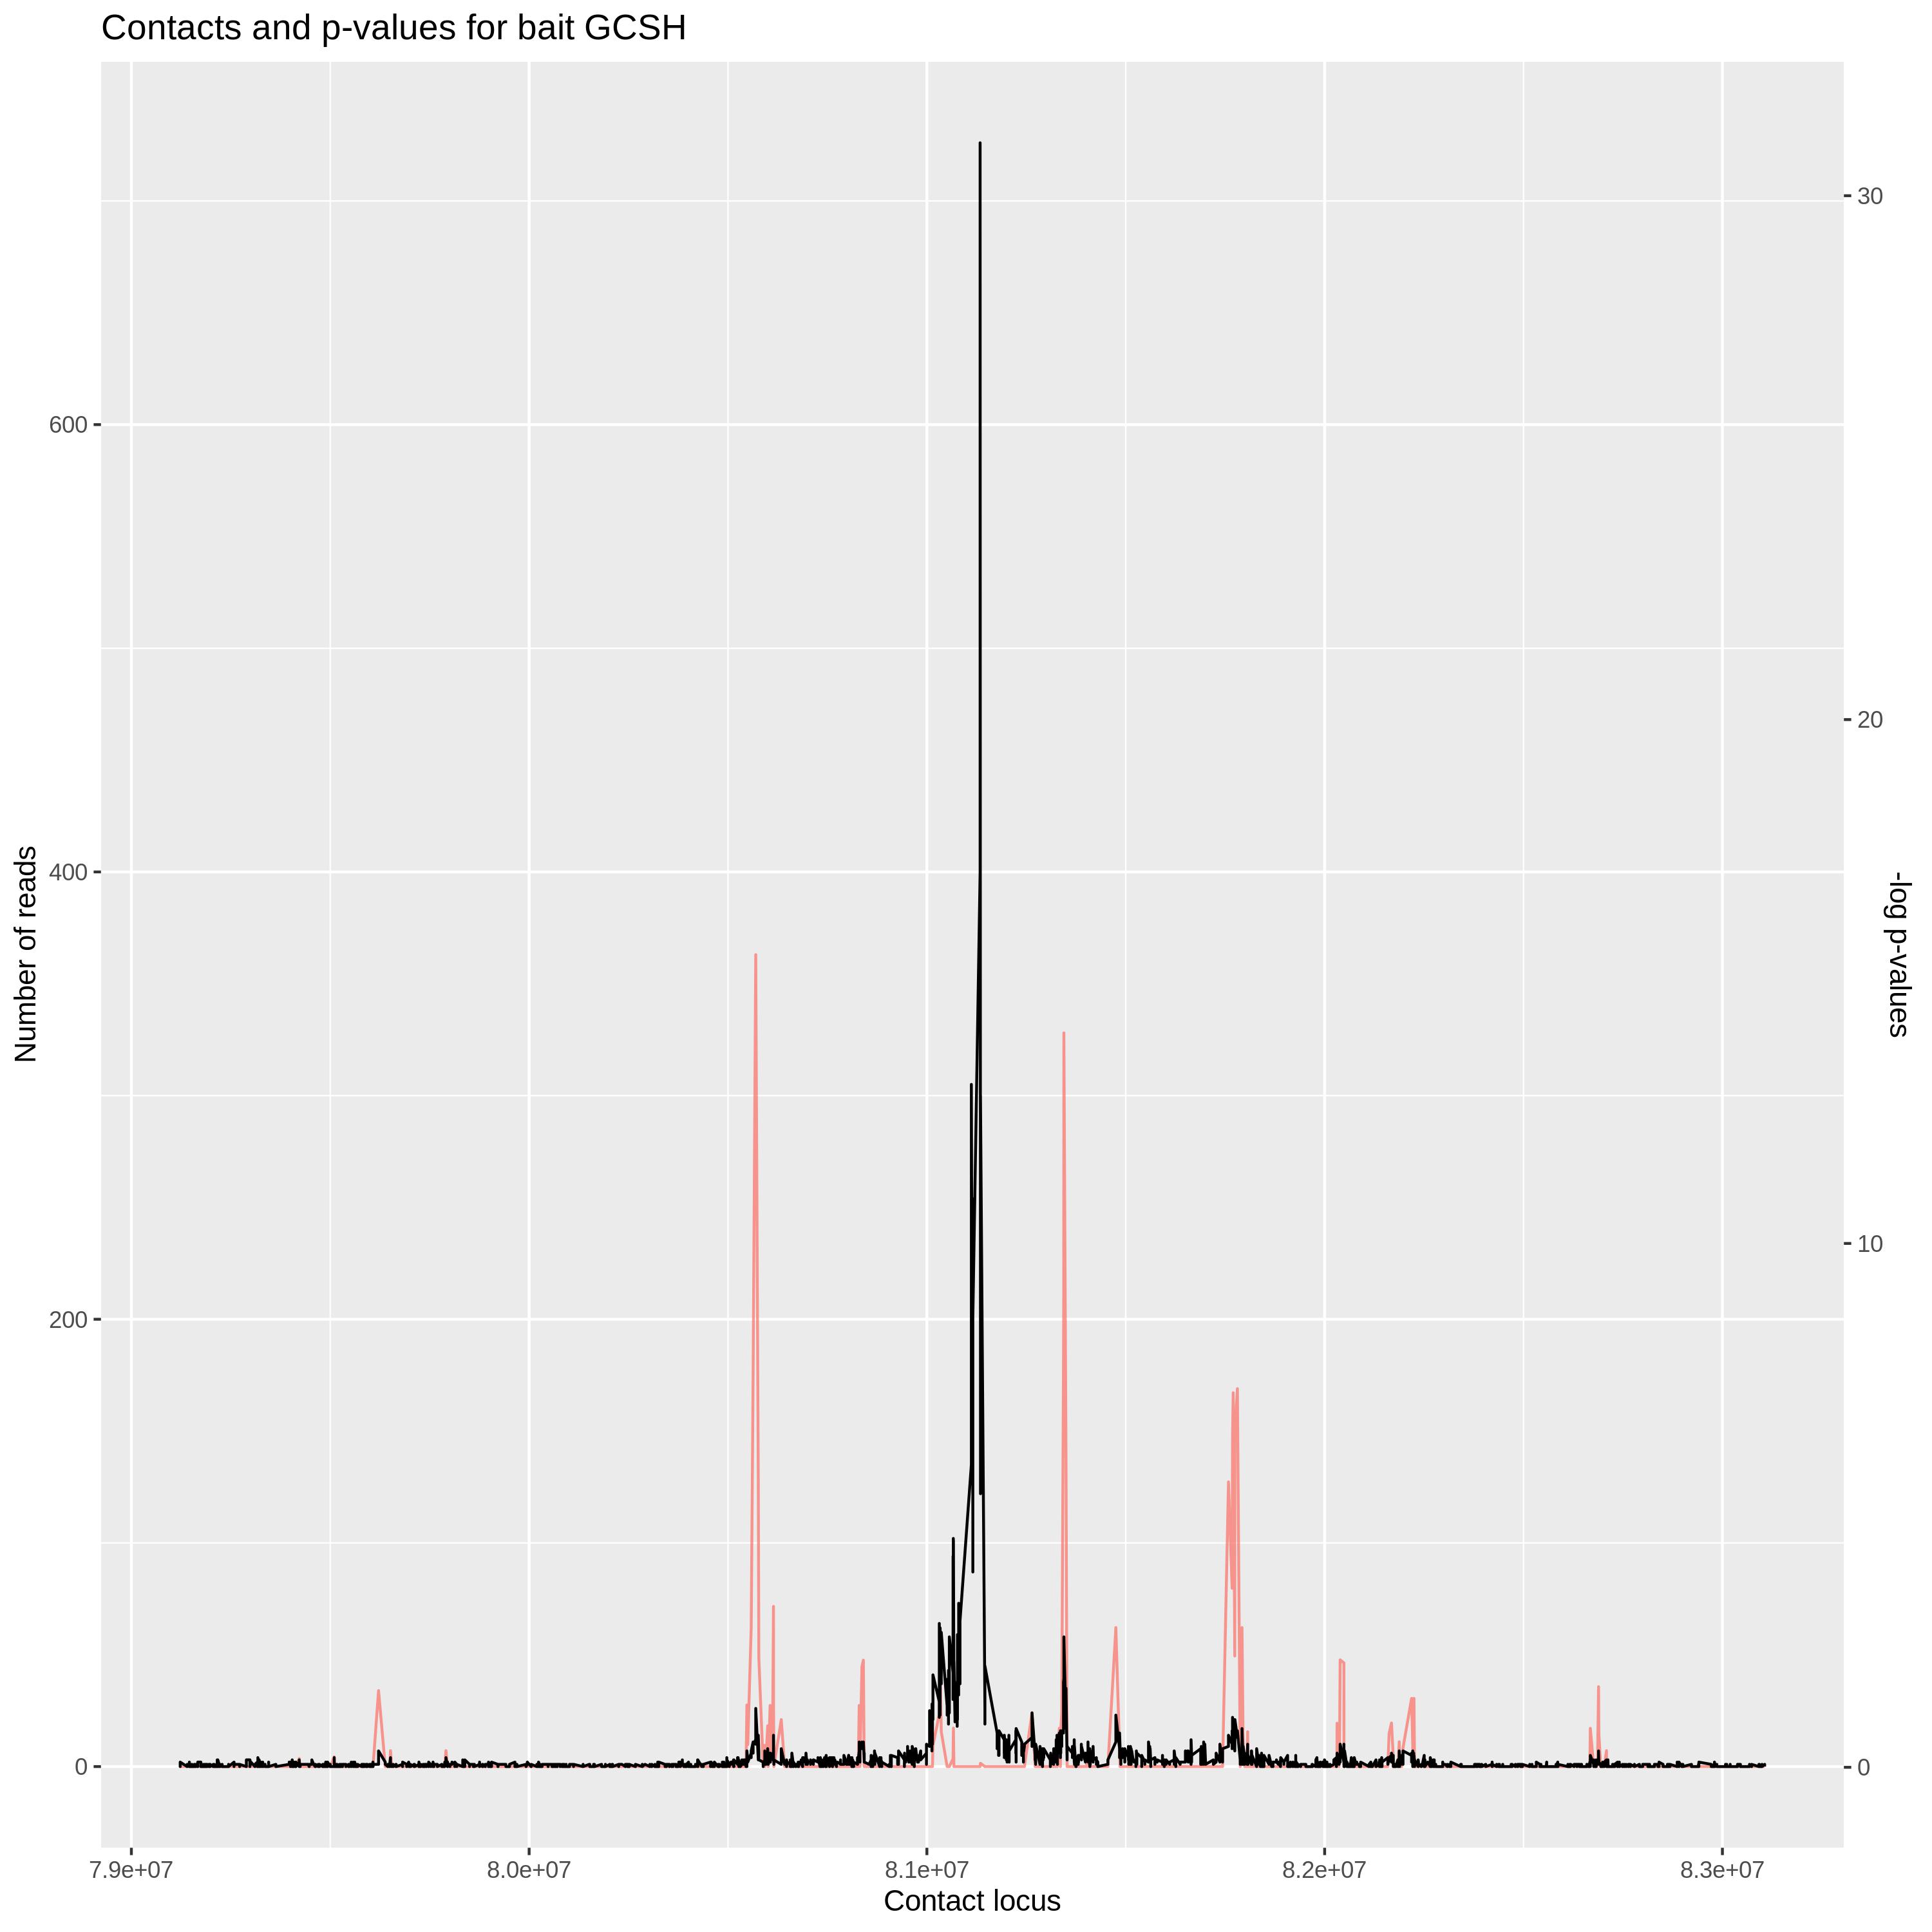 Contacts and p-values for bait GCSH
Number of reads
600
400
200
0
30
20
10
0
-log p-values
7.9e+07 8.0e+07 8.1e+07 8.2e+07 8.3e+07
Contact locus